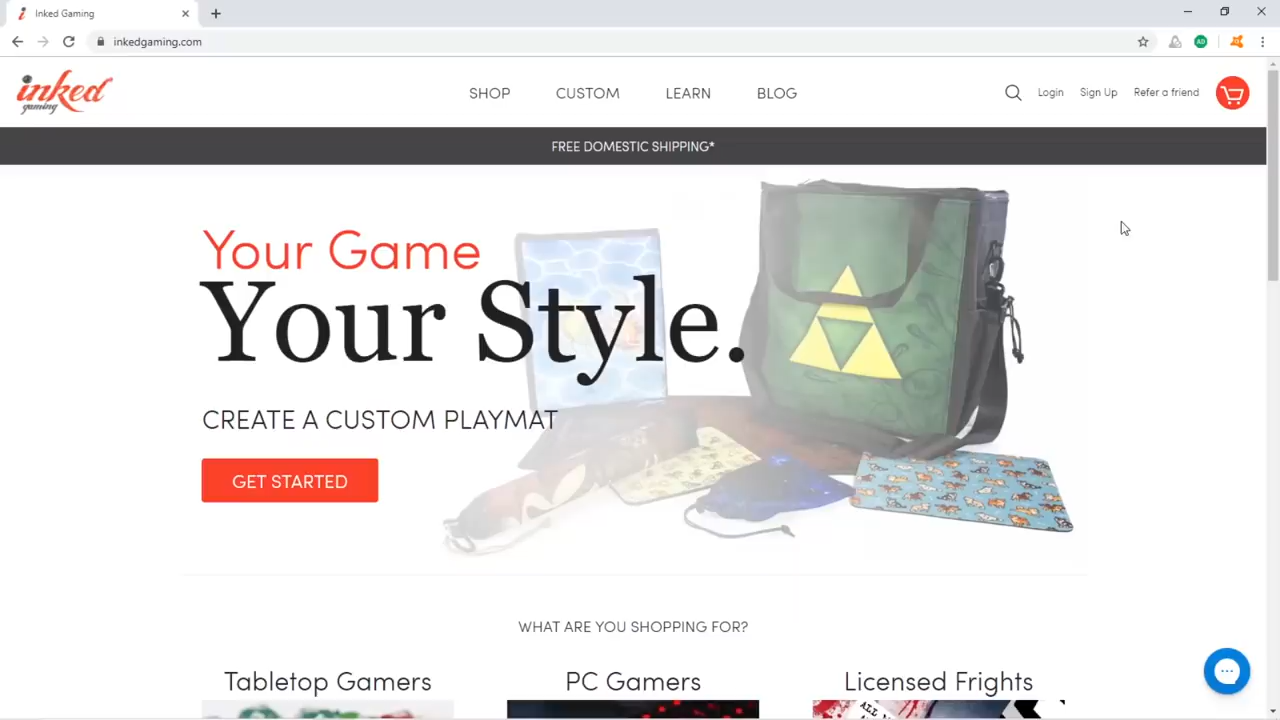 Inked Gaming
inkedgaming.com
inked
gaming
SHOP
CUSTOM
LEARN
BLOG
Login
Sign Up
Refer a friend
FREE DOMESTIC SHIPPING*
Your Game
Your Style.
CREATE A CUSTOM PLAYMAT
GET STARTED
WHAT ARE YOU SHOPPING FOR?
Tabletop Gamers
PC Gamers
Licensed Frights
ALL